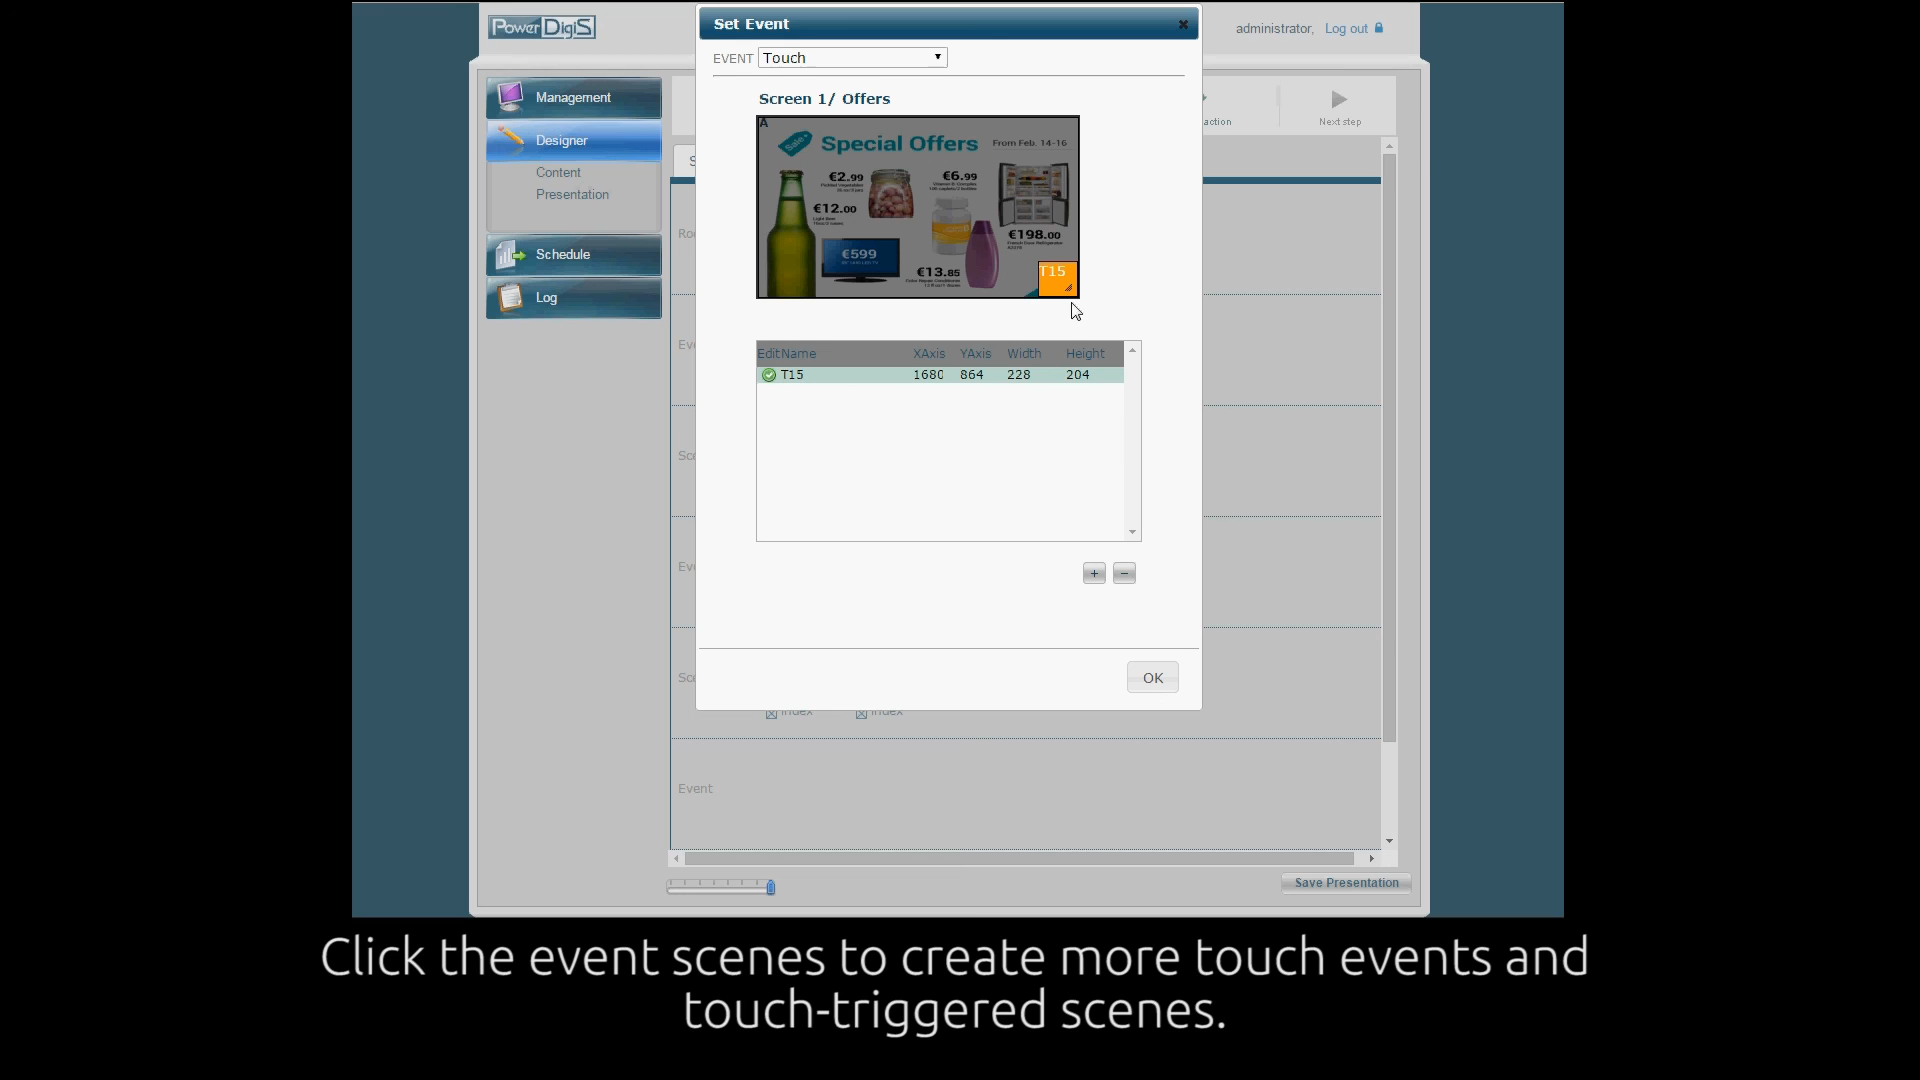 PowerDigiS
Set Event
administrator, Log out
EVENT Touch
Management
Designer
Content
Presentation
Schedule
Log
Screen 1/ Offers
A
Sale
Special Offers From Feb. 14-16
€2.99
€6.99
€12.00
€198.00
€599
€13.85
T15
action
Next step
Edit Name XAxis YAxis Width Height
T15 1680 864 228 204
+ −
OK
Index Index
Event
Save Presentation
Click the event scenes to create more touch events and
touch-triggered scenes.